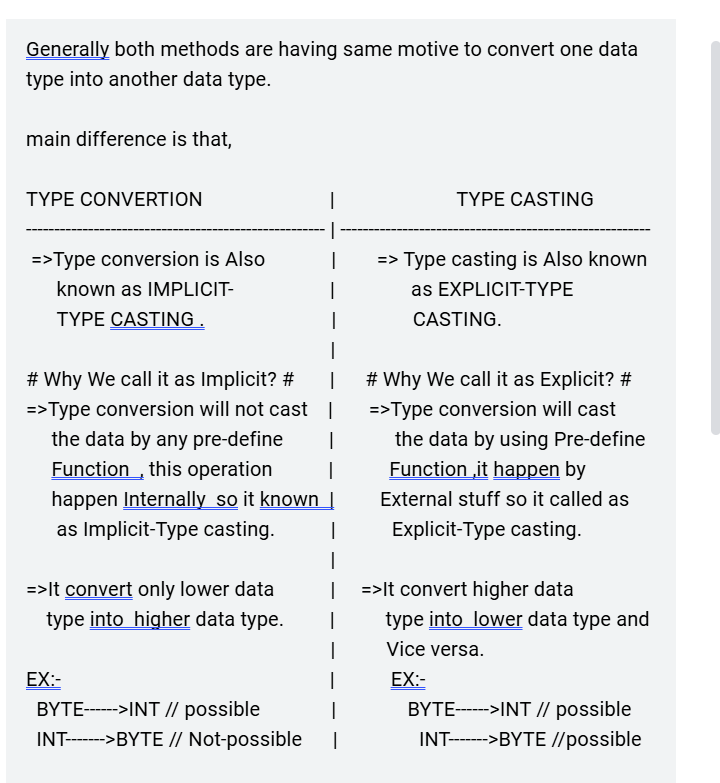 Generally both methods are having same motive to convert one data
type into another data type.
main difference is that,
TYPE CONVERTION | TYPE CASTING
-------------------------------------------------- | ----------------------------------------------------
=>Type conversion is Also | => Type casting is Also known
known as IMPLICIT- | as EXPLICIT-TYPE
TYPE CASTING . | CASTING.
|
# Why We call it as Implicit? # | # Why We call it as Explicit? #
=>Type conversion will not cast | =>Type conversion will cast
the data by any pre-define | the data by using Pre-define
Function , this operation | Function ,it happen by
happen Internally so it known | External stuff so it called as
as Implicit-Type casting. | Explicit-Type casting.
|
=>It convert only lower data | =>It convert higher data
type into higher data type. | type into lower data type and
| Vice versa.
EX:- | EX:-
BYTE------>INT // possible | BYTE------>INT // possible
INT------->BYTE // Not-possible | INT------->BYTE //possible